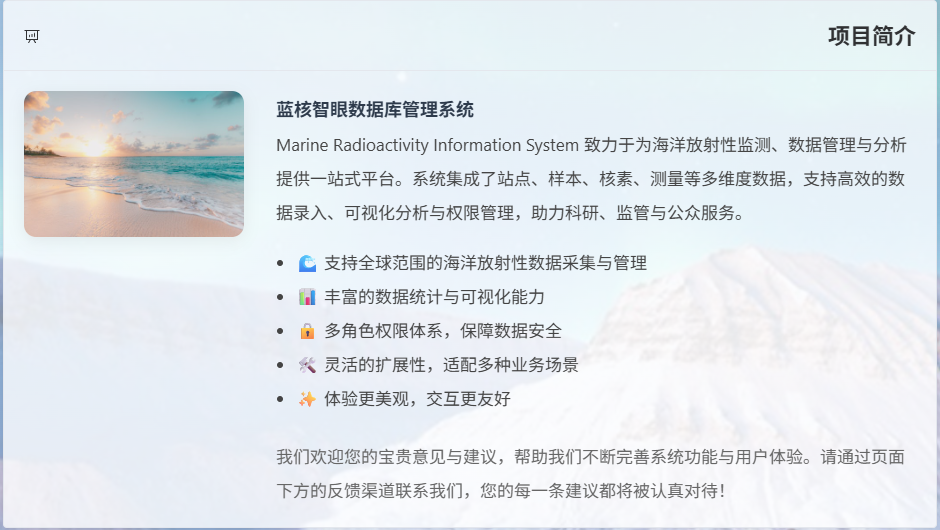 项目简介
蓝核智眼数据库管理系统
Marine Radioactivity Information System 致力于为海洋放射性监测、数据管理与分析
提供一站式平台。系统集成了站点、样本、核素、测量等多维度数据，支持高效的数
据录入、可视化分析与权限管理，助力科研、监管与公众服务。
• 🌊 支持全球范围的海洋放射性数据采集与管理
• 📊 丰富的数据统计与可视化能力
• 🔒 多角色权限体系，保障数据安全
• 🛠️ 灵活的扩展性，适配多种业务场景
• ✨ 体验更美观，交互更友好
我们欢迎您的宝贵意见与建议，帮助我们不断完善系统功能与用户体验。请通过页面
下方的反馈渠道联系我们，您的每一条建议都将被认真对待！